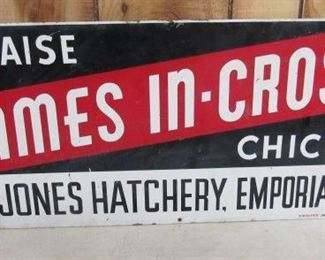 AISE
AMES IN-CROS
CHIC
JONES HATCHERY, EMPORIA